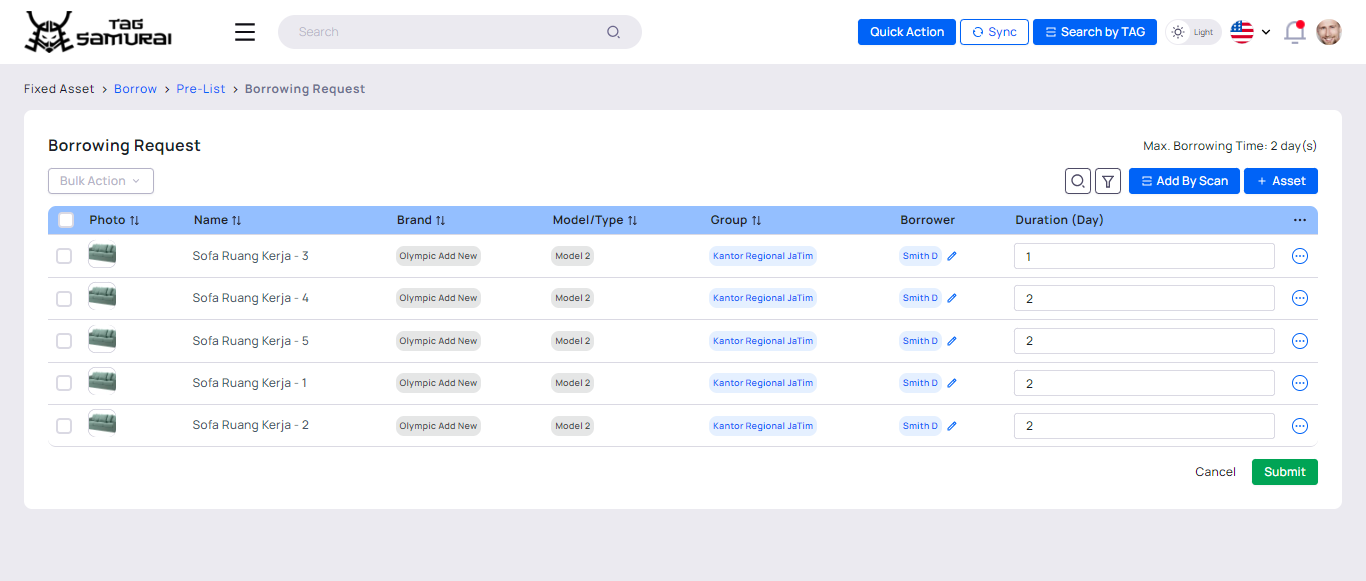 TAG SAMURAI
Search
Quick Action
Sync
Search by TAG
Light
Fixed Asset > Borrow > Pre-List > Borrowing Request
Borrowing Request
Max. Borrowing Time: 2 day(s)
Bulk Action
Add By Scan
+ Asset
Photo Name Brand Model/Type Group Borrower Duration (Day)
Sofa Ruang Kerja - 3 Olympic Add New Model 2 Kantor Regional JaTim Smith D 1
Sofa Ruang Kerja - 4 Olympic Add New Model 2 Kantor Regional JaTim Smith D 2
Sofa Ruang Kerja - 5 Olympic Add New Model 2 Kantor Regional JaTim Smith D 2
Sofa Ruang Kerja - 1 Olympic Add New Model 2 Kantor Regional JaTim Smith D 2
Sofa Ruang Kerja - 2 Olympic Add New Model 2 Kantor Regional JaTim Smith D 2
Cancel
Submit